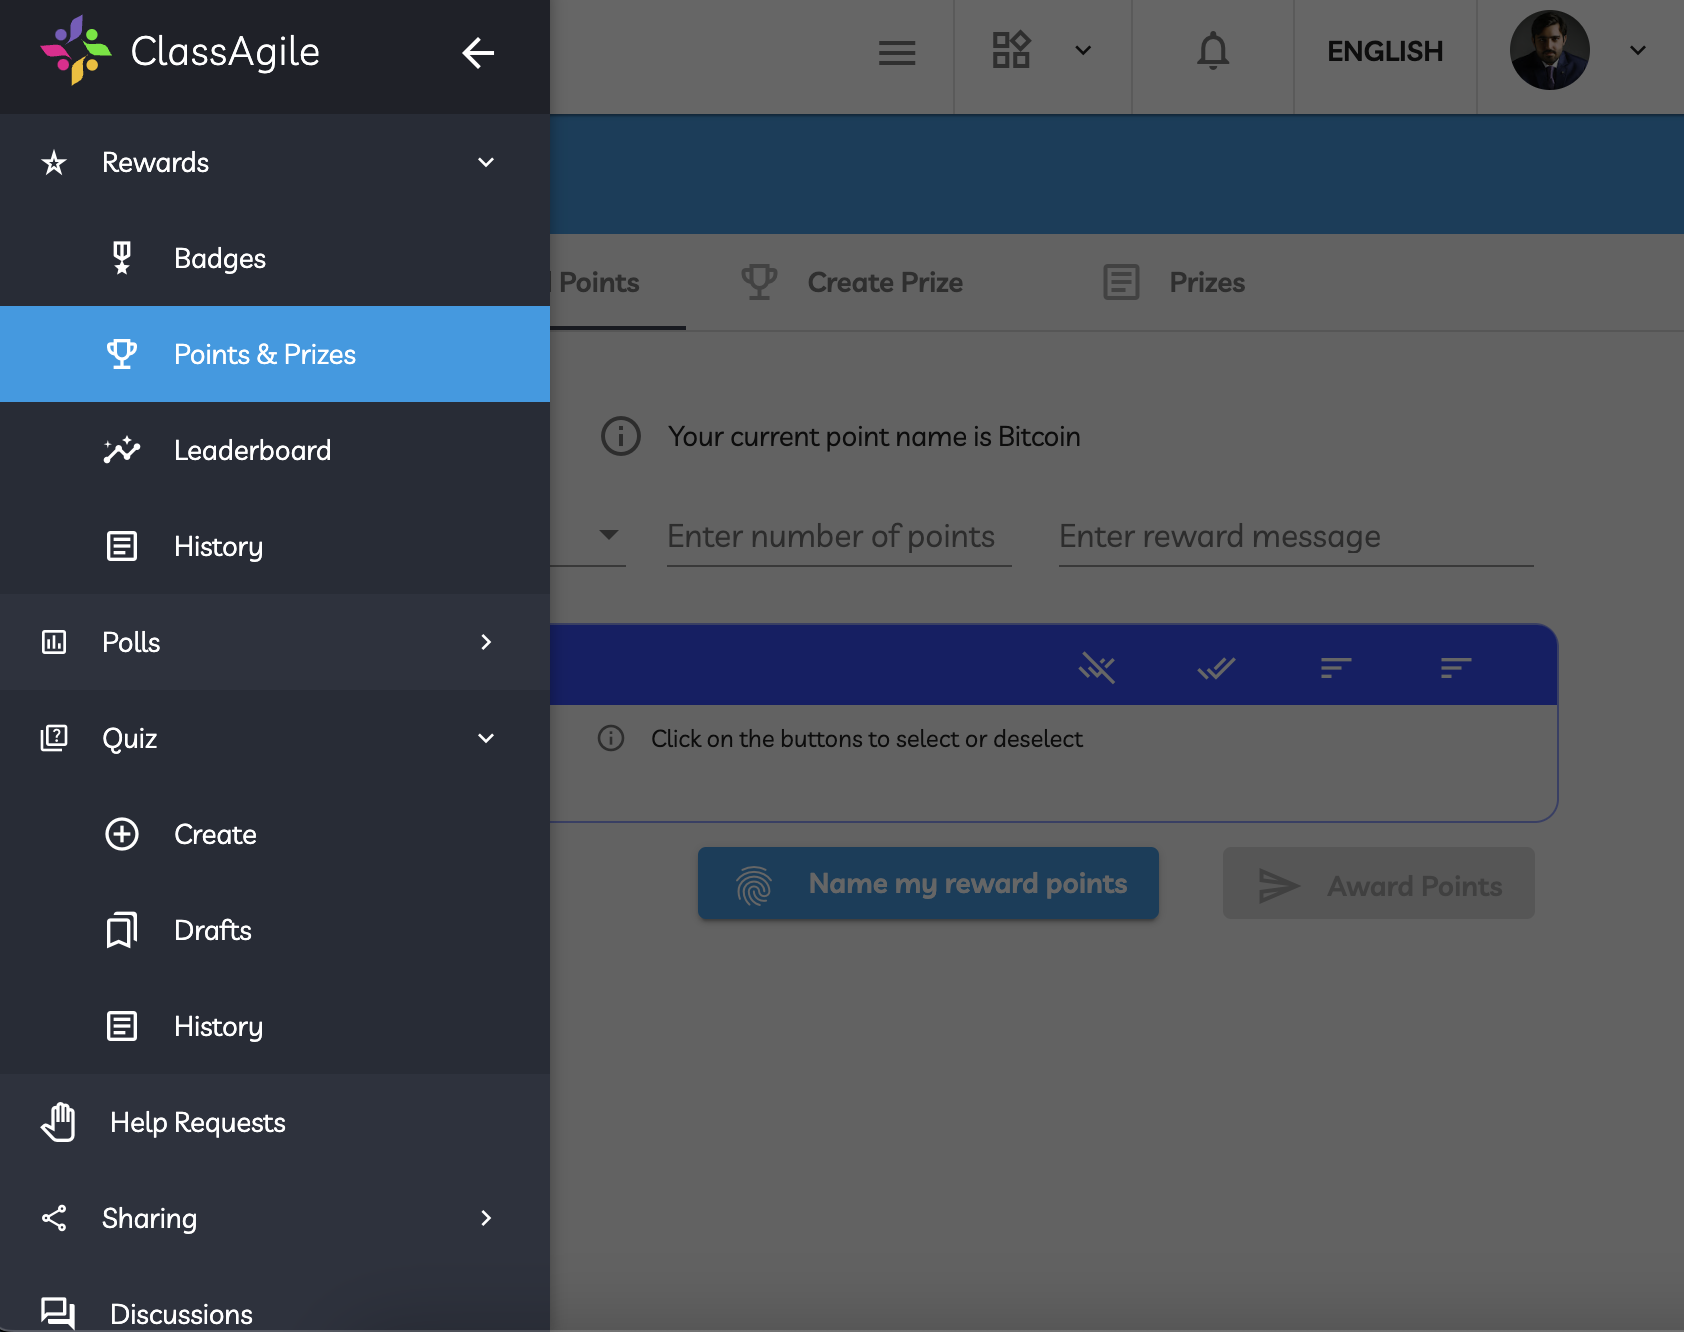 ClassAgile
ENGLISH
Rewards
Badges
Points & Prizes
Leaderboard
History
Polls
Quiz
Create
Drafts
History
Help Requests
Sharing
Discussions
Points
Create Prize
Prizes
Your current point name is Bitcoin
Enter number of points
Enter reward message
Click on the buttons to select or deselect
Name my reward points
Award Points